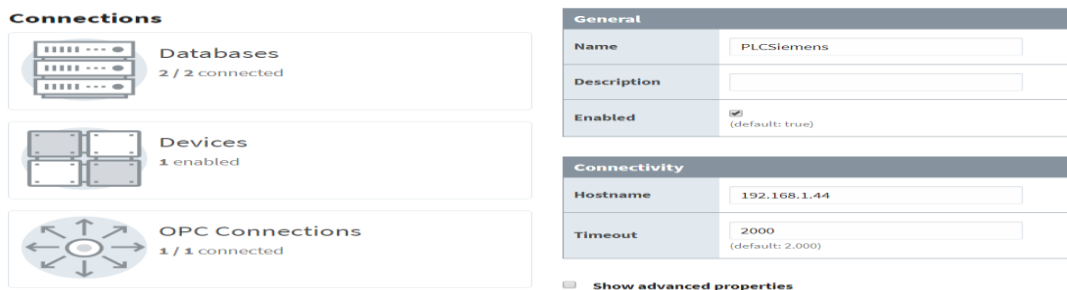 Connections
Databases
2 / 2 connected
Devices
1 enabled
OPC Connections
1 / 1 connected
General
Name PLCSiemens
Description
Enabled
(default: true)
Connectivity
Hostname 192.168.1.44
Timeout 2000
(default: 2.000)
Show advanced properties